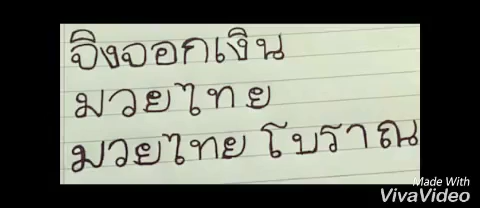 จิงจอกเงิน
มวยไทย
มวยไทย โบราณ
Made With
VivaVideo